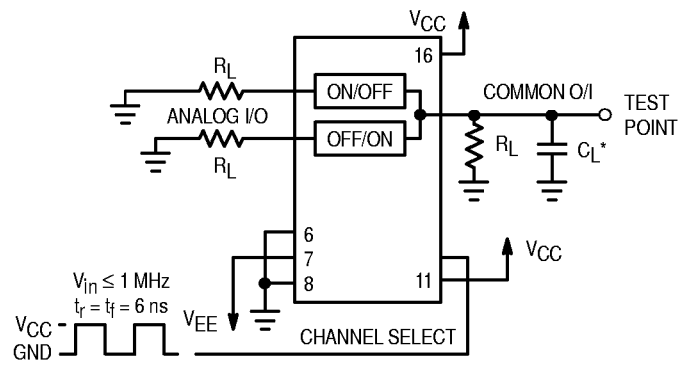 VCC
16
RL
ON/OFF
COMMON O/I
TEST
POINT
ANALOG I/O
OFF/ON
RL
RL
CL*
6
7
8
11
VCC
Vin ≤ 1 MHz
tr = tf = 6 ns
VEE
VCC
GND
CHANNEL SELECT